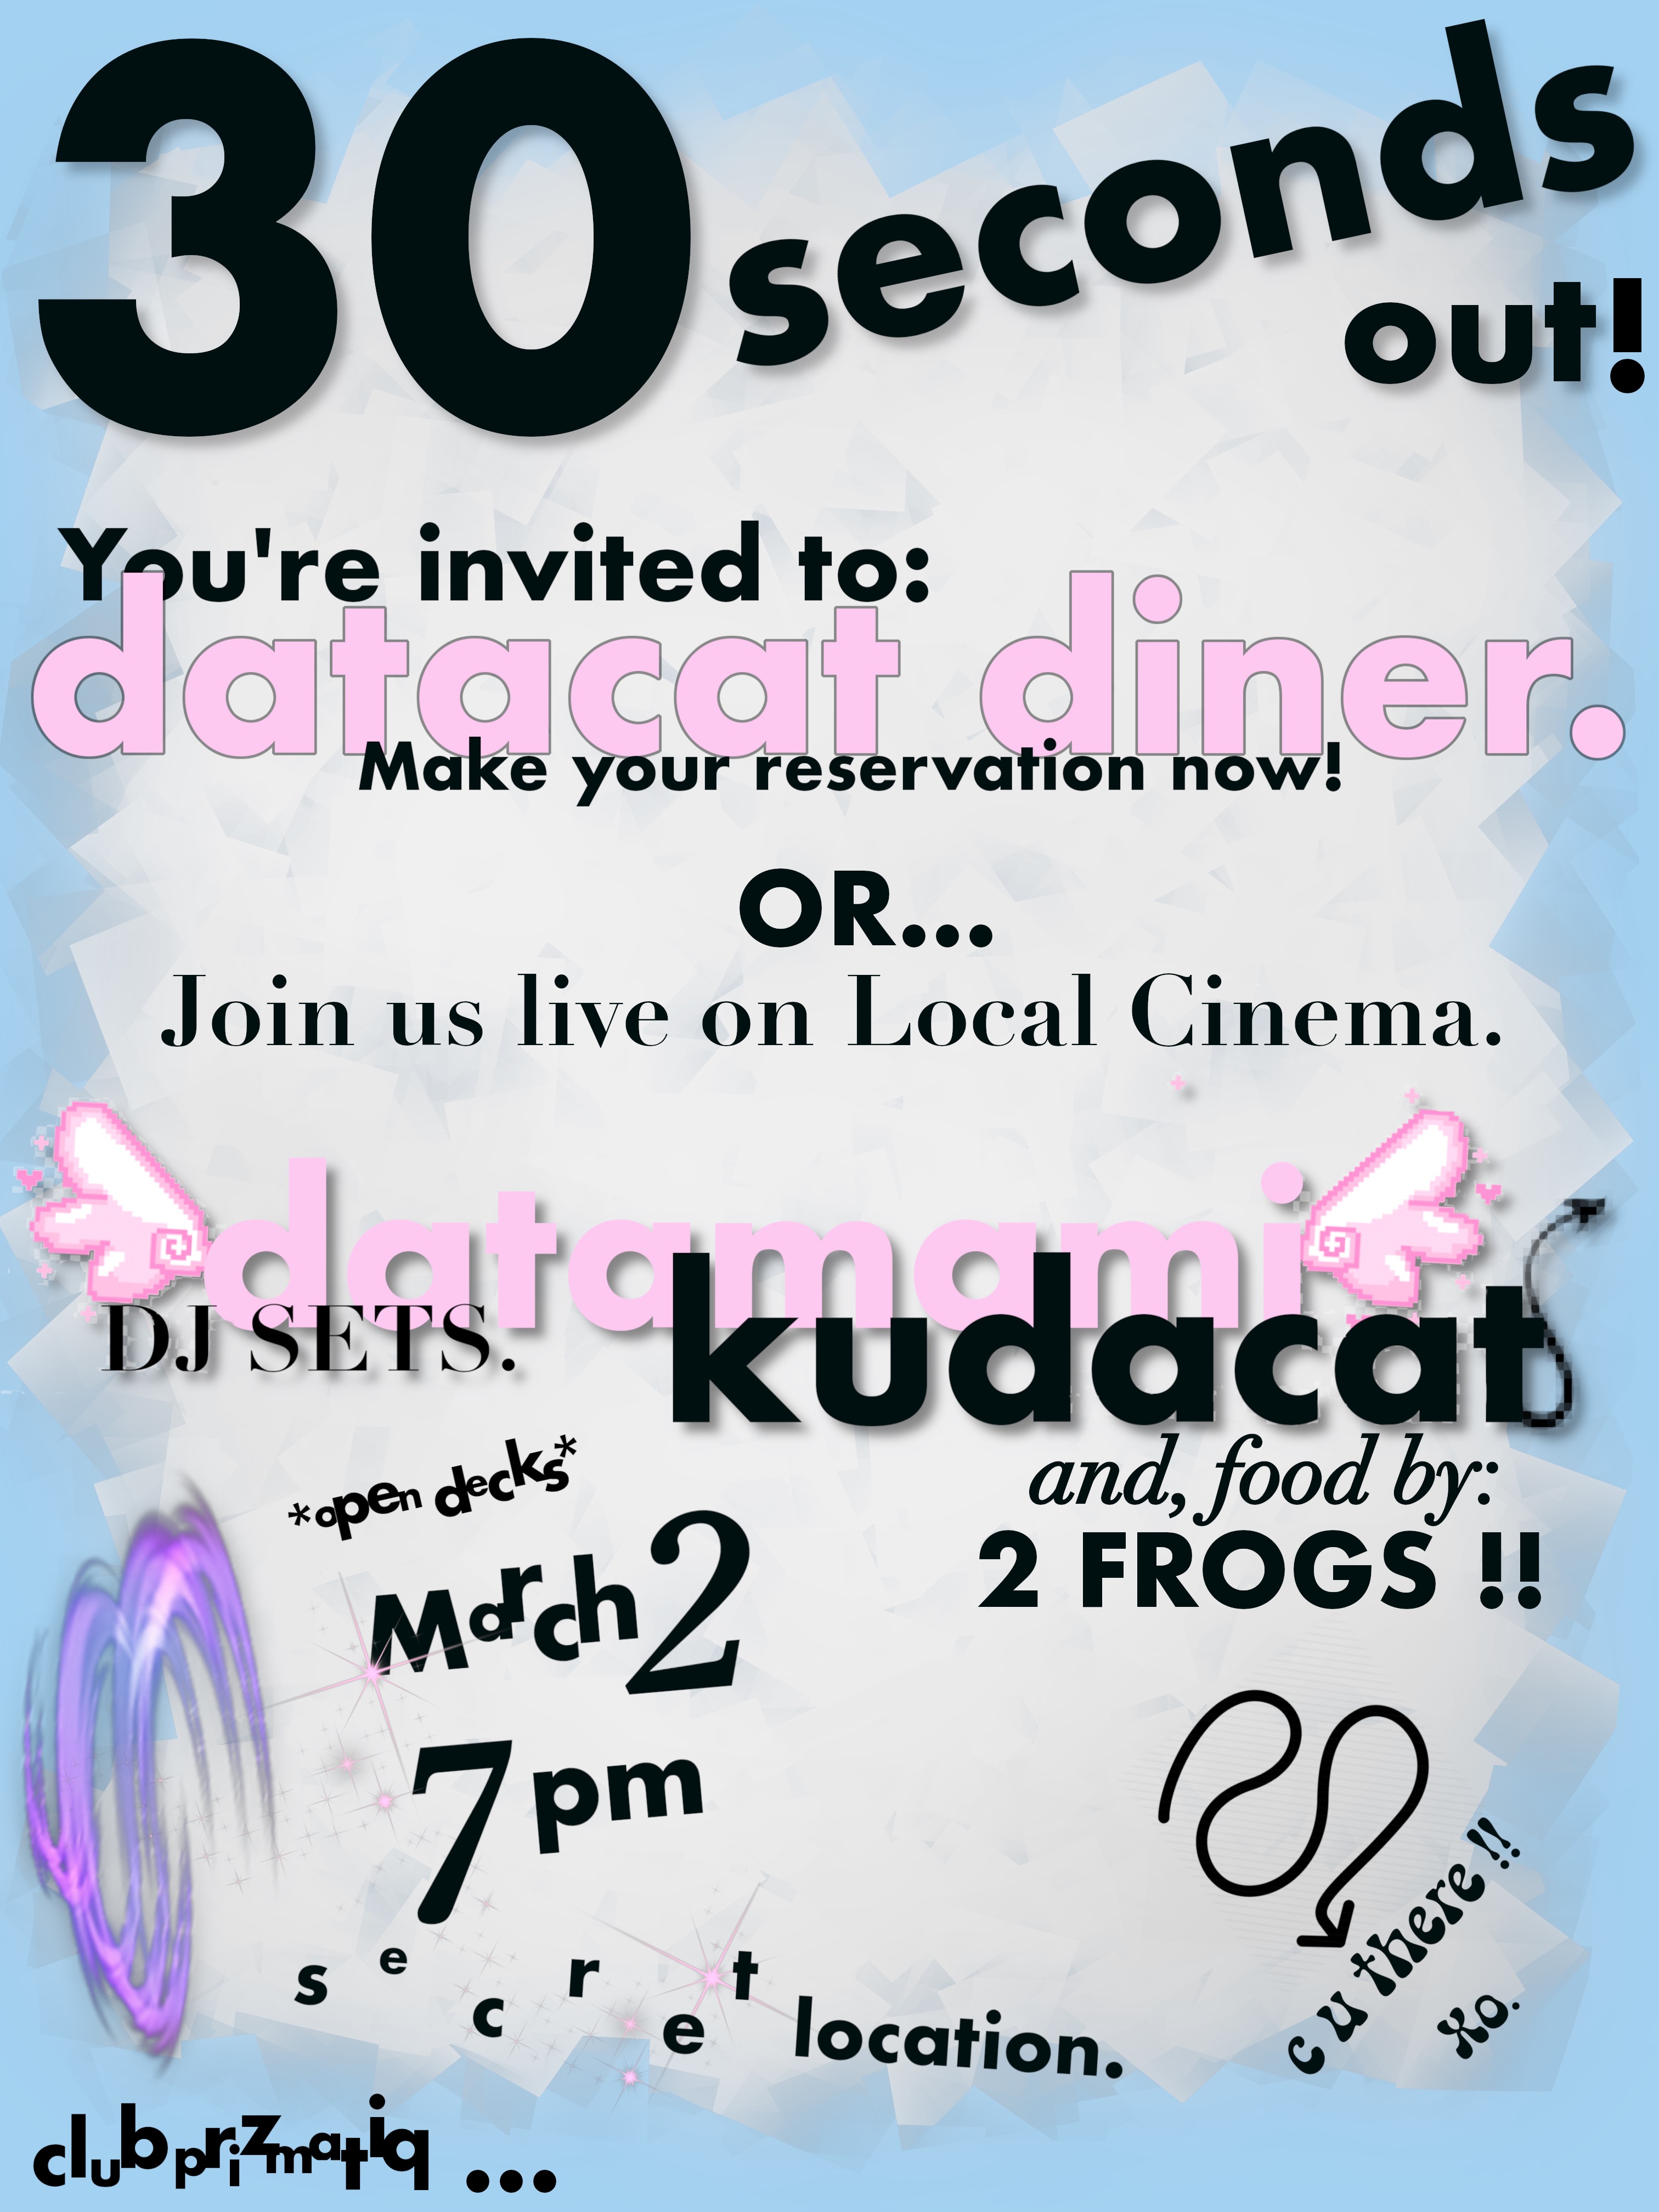 30 seconds
out!
You're invited to:
datacat diner.
Make your reservation now!
OR...
Join us live on Local Cinema.
datamami
DJ SETS.
kudacat
*open decks*
and, food by:
2 FROGS !!
March 2
7pm
secret location.
c u there !!
xo.
club prizmatiq ...